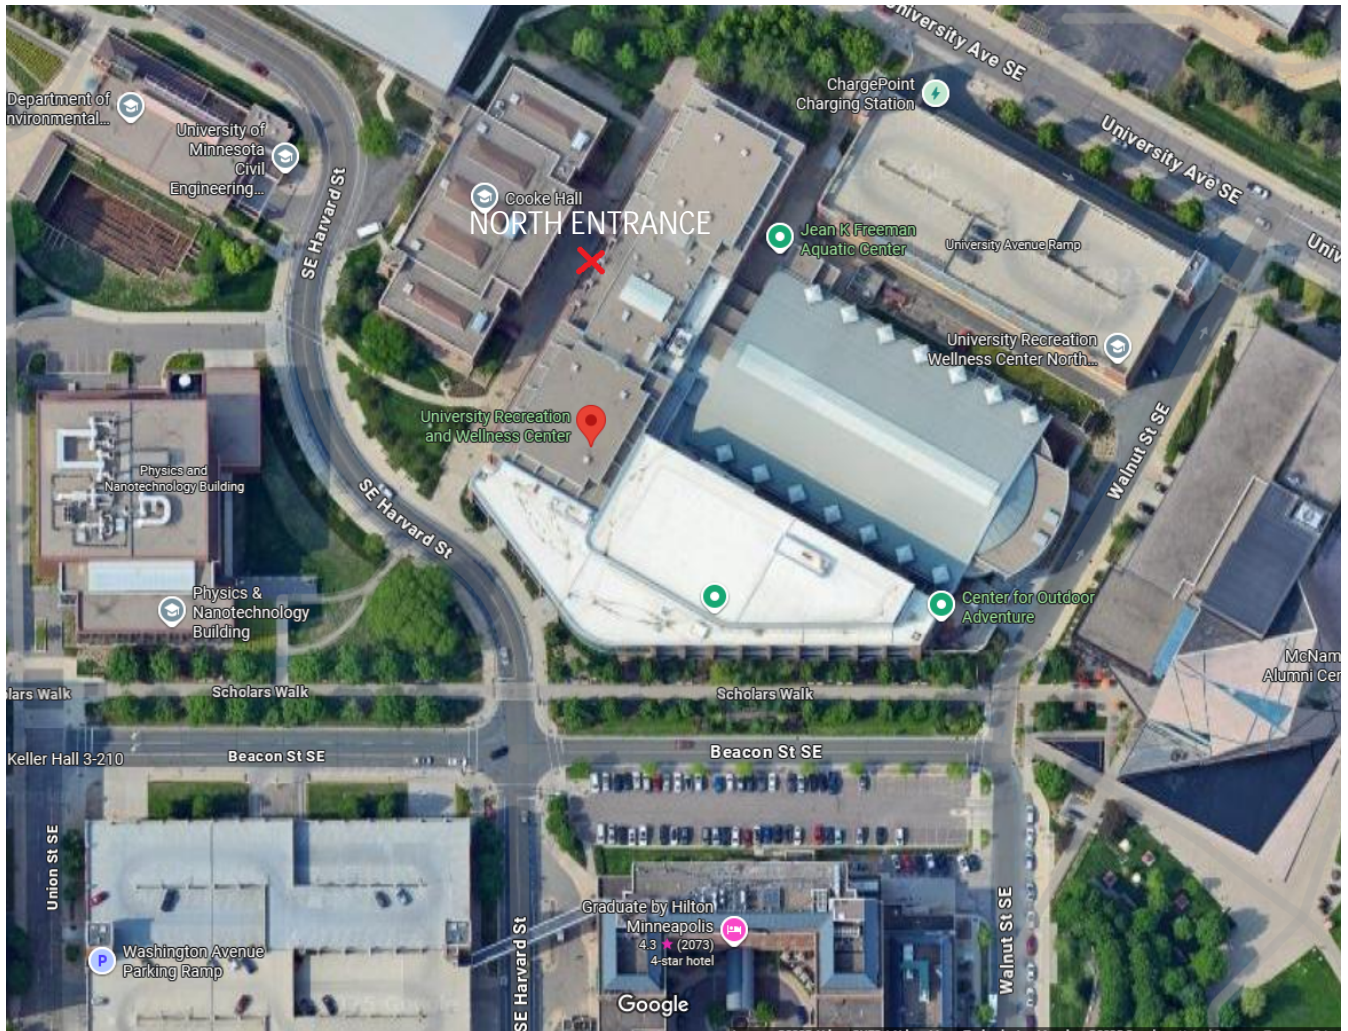 University Ave SE
ChargePoint
Charging Station
Department of
nvironmental...
University of
Minnesota
Civil
Engineering...
University Ave SE
SE Harvard St
Cooke Hall
NORTH ENTRANCE
Jean K Freeman
Aquatic Center
University Avenue Ramp
Univ
University Recreation
Wellness Center North...
University Recreation
and Wellness Center
Walnut St SE
Physics and
Nanotechnology Building
SE Harvard St
Physics &
Nanotechnology
Building
Center for Outdoor
Adventure
McNam
Alumni Cer
lars Walk
Scholars Walk
Scholars Walk
Keller Hall 3-210
Beacon St SE
Beacon St SE
Union St SE
Graduate by Hilton
Minneapolis
4.3 ★ (2073)
4-star hotel
Walnut St SE
SE Harvard St
P
Washington Avenue
Parking Ramp
Google